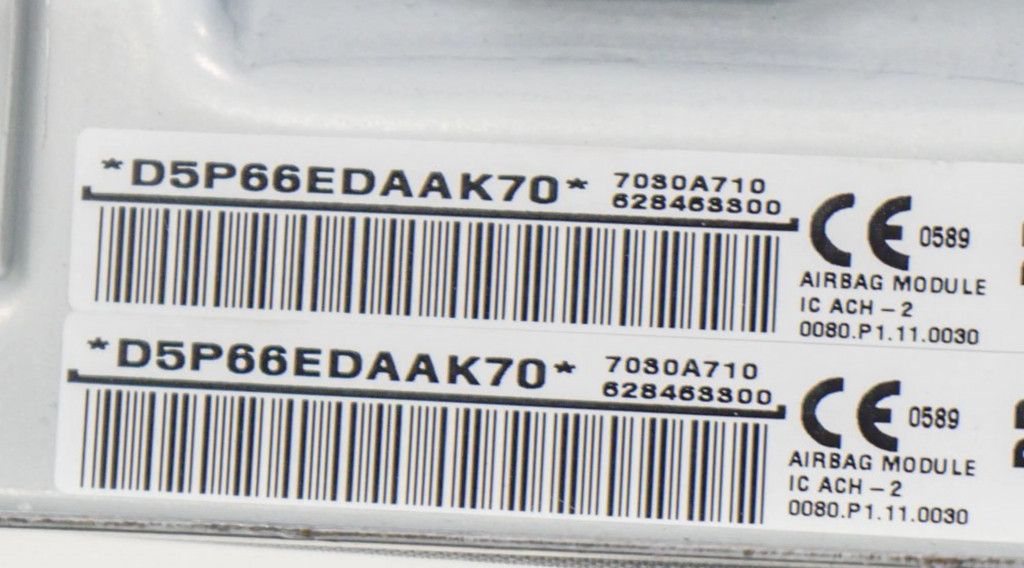 *D5P66EDAAK70*
7030A710
628463300
CE 0589
AIRBAG MODULE
IC ACH – 2
0080.P1.11.0030
*D5P66EDAAK70*
7030A710
628463300
CE 0589
AIRBAG MODULE
IC ACH – 2
0080.P1.11.0030